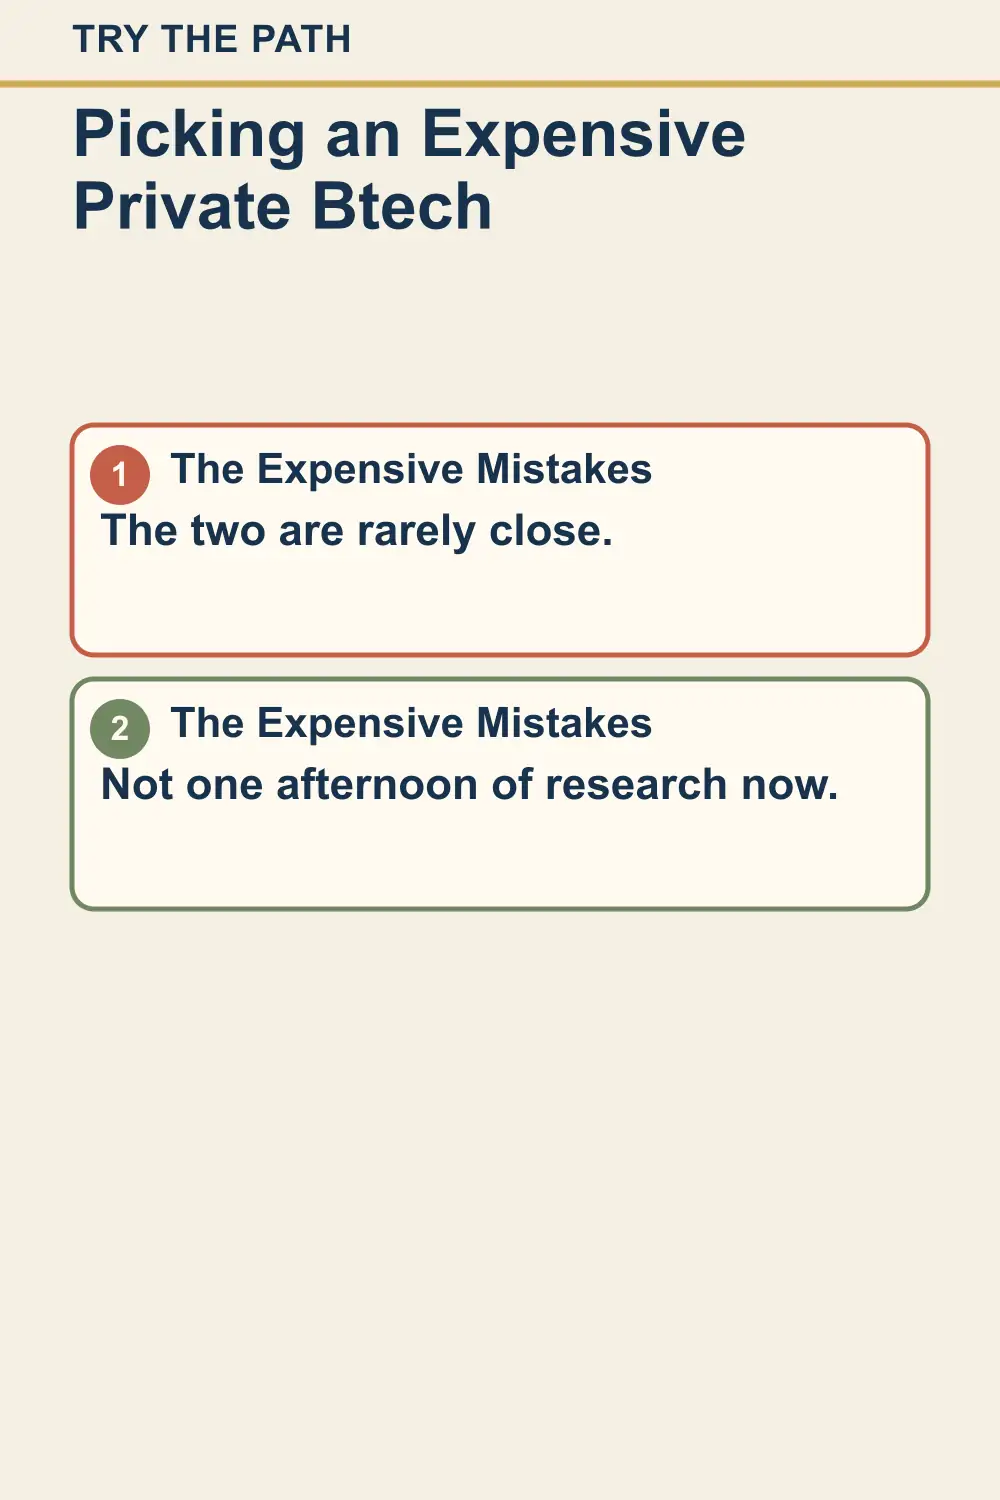 TRY THE PATH
Picking an Expensive
Private Btech
1 The Expensive Mistakes
The two are rarely close.
2 The Expensive Mistakes
Not one afternoon of research now.